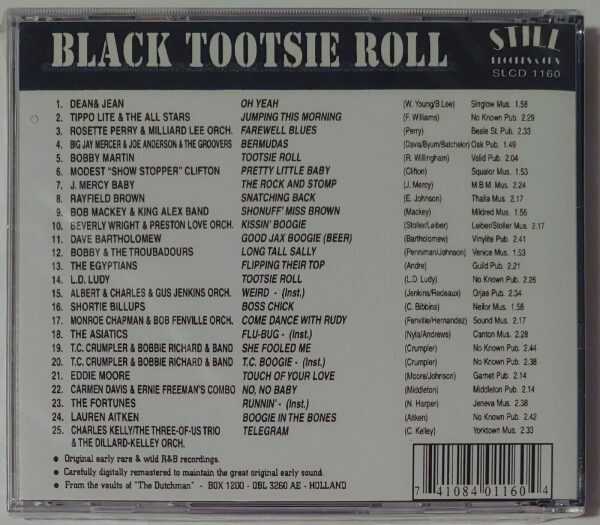 BLACK TOOTSIE ROLL
STILL
SLCD 1160
1. DEAN& JEAN OH YEAH (W. Young/B Lee) Singlow Mus. 1.58
2. TIPPO LITE & THE ALL STARS JUMPING THIS MORNING (F. Williams) No Known Pub. 2.29
3. ROSETTE PERRY & MILLIARD LEE ORCH. FAREWELL BLUES (Perry) Beale St. Pub. 2.33
4. BIG JAY MERCER & JOE ANDERSON & THE GROOVERS BERMUDAS (Davis/Byum/Batchelor) Oak Pub. 1.49
5. BOBBY MARTIN TOOTSIE ROLL (R. Willingham) Valid Pub. 2.04
6. MODEST "SHOW STOPPER" CLIFTON PRETTY LITTLE BABY (Clifton) Squalor Mus. 1.53
7. J. MERCY BABY THE ROCK AND STOMP (J. Mercy) M.B.M. Mus. 2.24
8. RAYFIELD BROWN SNATCHING BACK (E. Johnson) Thalia Mus. 2.17
9. BOB MACKEY & KING ALEX BAND SHONUFF' MISS BROWN (Mackey) Mildred Mus. 1.56
10. BEVERLY WRIGHT & PRESTON LOVE ORCH. KISSIN' BOOGIE (Stoller/Leiber) Leiber/Stoller Mus. 2.17
11. DAVE BARTHOLOMEW GOOD JAX BOOGIE (BEER) (Bartholomew) Vinylite Pub. 2.41
12. BOBBY & THE TROUBADOURS LONG TALL SALLY (Penniman/Johnson) Venice Mus. 1.53
13. THE EGYPTIANS FLIPPING THEIR TOP (Andre) Guild Pub. 2.21
14. L.D. LUDY TOOTSIE ROLL (L.D. Ludy) No Known Pub. 2.26
15. ALBERT & CHARLES & GUS JENKINS ORCH. WEIRD - (Inst.) (Jenkins/Redeaux) Orjas Pub. 2.34
16. SHORTIE BILLUPS BOSS CHICK (C. Bibbins) Neilor Mus. 1.56
17. MONROE CHAPMAN & BOB FENVILLE ORCH. COME DANCE WITH RUDY (Fenville/Hernandez) Sound Mus. 2.17
18. THE ASIATICS FLU-BUG - (Inst.) (Nyla/Andrews) Canton Mus. 2.28
19. T.C. CRUMPLER & BOBBIE RICHARD & BAND SHE FOOLED ME (Crumpler) No Known Pub. 2.44
20. T.C. CRUMPLER & BOBBIE RICHARD & BAND T.C. BOOGIE - (Inst.) (Crumpler) No Known Pub. 2.38
21. EDDIE MOORE TOUCH OF YOUR LOVE (Moore/Johnson) Garnet Pub. 2.14
22. CARMEN DAVIS & ERNIE FREEMAN'S COMBO NO, NO BABY (Middleton) Middleton Pub. 2.14
23. THE FORTUNES RUNNIN' - (Inst.) (N. Harper) Jeneva Mus. 2.38
24. LAUREN AITKEN BOOGIE IN THE BONES (Aitken) No Known Pub. 2.42
25. CHARLES KELLY/THE THREE-OF-US TRIO TELEGRAM (C. Kelley) Yorktown Mus. 2.33
& THE DILLARD-KELLEY ORCH.
• Original early rare & wild R&B recordings.
• Carefully digitally remastered to maintain the great original early sound.
• From the vaults of "The Dutchman" - BOX 1200 - OBL 3260 AE - HOLLAND
7 41084 01160 4